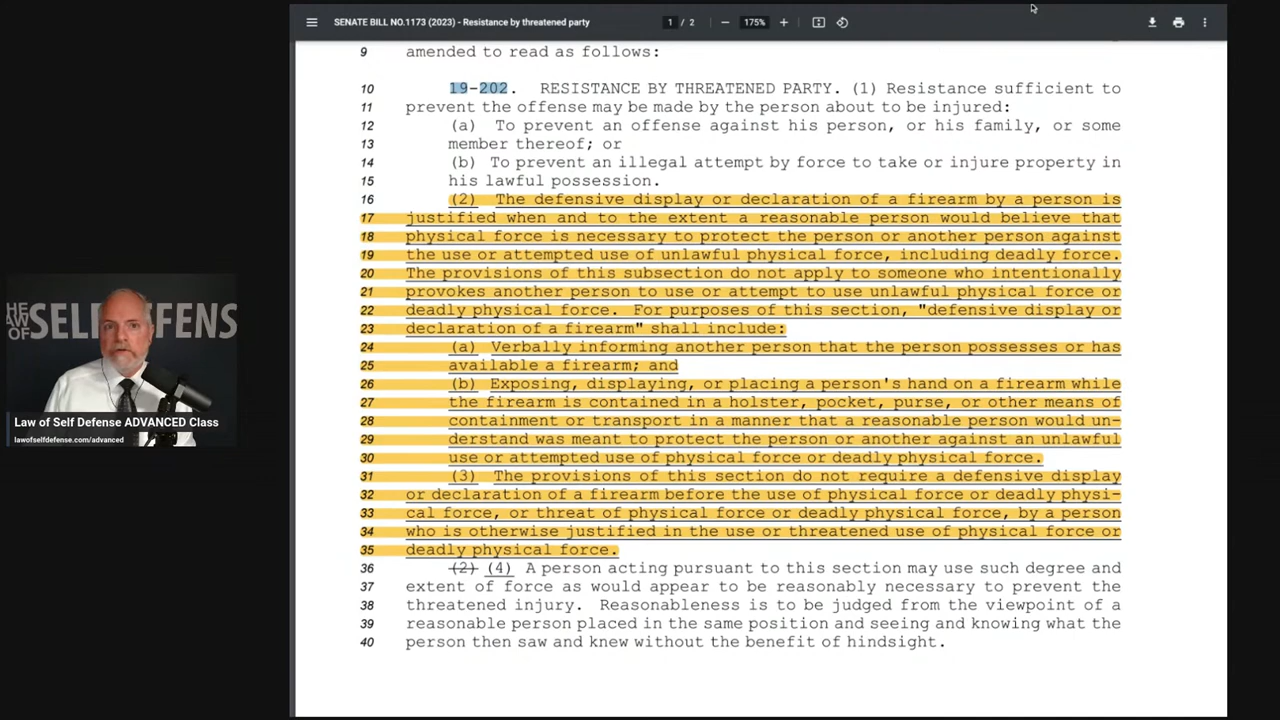 SENATE BILL NO.1173 (2023) - Resistance by threatened party
1 / 2
175%
9 amended to read as follows:
10 19-202. RESISTANCE BY THREATENED PARTY. (1) Resistance sufficient to
11 prevent the offense may be made by the person about to be injured:
12 (a) To prevent an offense against his person, or his family, or some
13 member thereof; or
14 (b) To prevent an illegal attempt by force to take or injure property in
15 his lawful possession.
16 (2) The defensive display or declaration of a firearm by a person is
17 justified when and to the extent a reasonable person would believe that
18 physical force is necessary to protect the person or another person against
19 the use or attempted use of unlawful physical force, including deadly force.
20 The provisions of this subsection do not apply to someone who intentionally
21 provokes another person to use or attempt to use unlawful physical force or
22 deadly physical force. For purposes of this section, "defensive display or
23 declaration of a firearm" shall include:
24 (a) Verbally informing another person that the person possesses or has
25 available a firearm; and
26 (b) Exposing, displaying, or placing a person's hand on a firearm while
27 the firearm is contained in a holster, pocket, purse, or other means of
28 containment or transport in a manner that a reasonable person would un-
29 derstand was meant to protect the person or another against an unlawful
30 use or attempted use of physical force or deadly physical force.
31 (3) The provisions of this section do not require a defensive display
32 or declaration of a firearm before the use of physical force or deadly physi-
33 cal force, or threat of physical force or deadly physical force, by a person
34 who is otherwise justified in the use or threatened use of physical force or
35 deadly physical force.
36 (2) (4) A person acting pursuant to this section may use such degree and
37 extent of force as would appear to be reasonably necessary to prevent the
38 threatened injury. Reasonableness is to be judged from the viewpoint of a
39 reasonable person placed in the same position and seeing and knowing what the
40 person then saw and knew without the benefit of hindsight.
OF SELF DEFENS
Law of Self Defense ADVANCED Class
lawofselfdefense.com/advanced